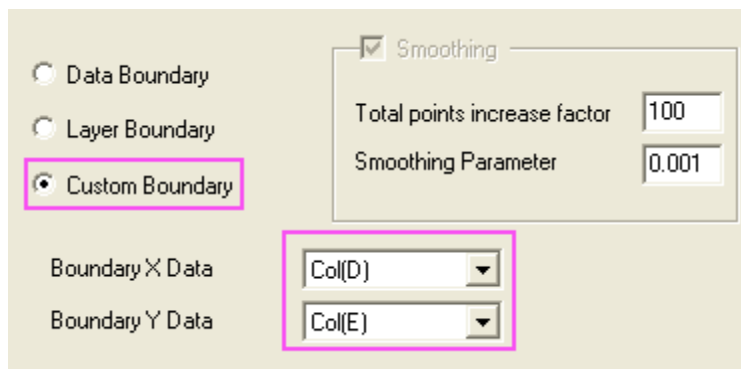 Smoothing
Data Boundary
Total points increase factor 100
Layer Boundary
Smoothing Parameter 0.001
Custom Boundary
Boundary X Data Col(D)
Boundary Y Data Col(E)